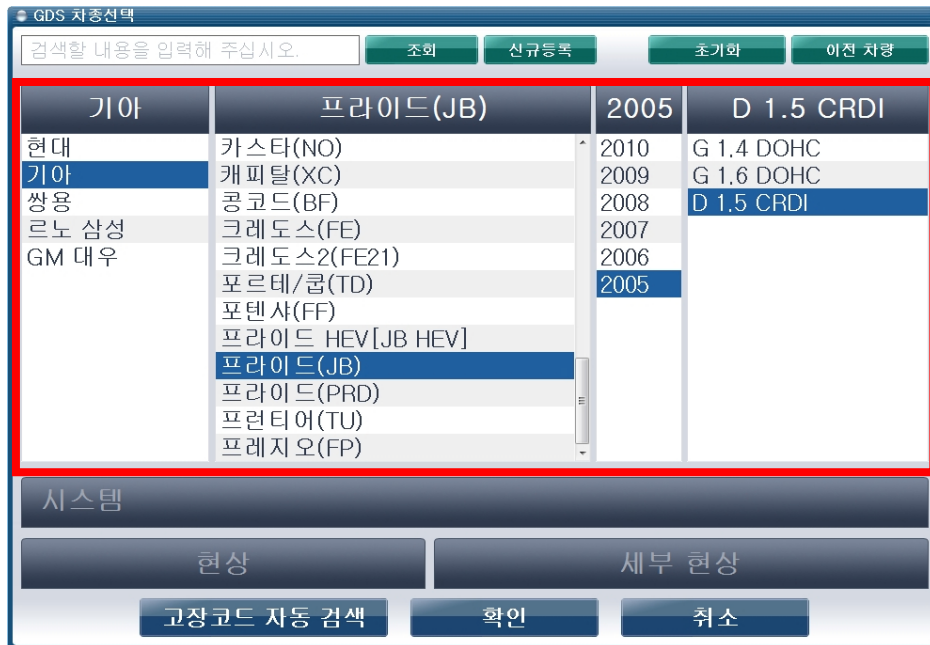 GDS 차종선택
검색할 내용을 입력해 주십시오. 조회 신규등록 초기화 이전 차량
기아 프라이드(JB) 2005 D 1.5 CRDI
현대 카스타(NO) 2010 G 1.4 DOHC
기아 캐피탈(XC) 2009 G 1.6 DOHC
쌍용 콩코드(BF) 2008 D 1.5 CRDI
르노 삼성 크레도스(FE) 2007
GM 대우 크레도스2(FE21) 2006
포르테/쿱(TD) 2005
포텐샤(FF)
프라이드 HEV[JB HEV]
프라이드(JB)
프라이드(PRD)
프런티어(TU)
프레지오(FP)
시스템
현상 세부 현상
고장코드 자동 검색 확인 취소